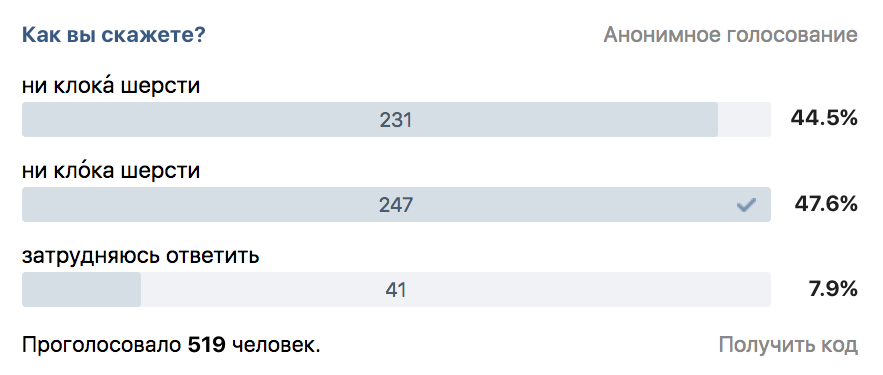 Как вы скажете? Анонимное голосование
ни клока́ шерсти
231 44.5%
ни кло́ка шерсти
247 47.6%
затрудняюсь ответить
41 7.9%
Проголосовало 519 человек. Получить код